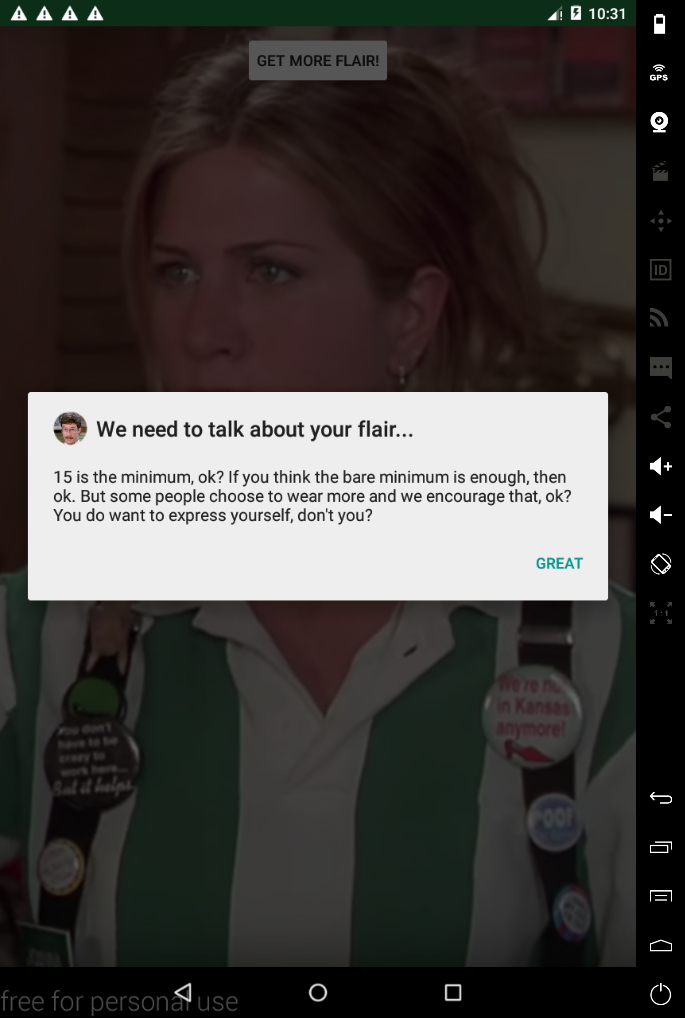 10:31
GET MORE FLAIR!
GPS
ID
We need to talk about your flair...
15 is the minimum, ok? If you think the bare minimum is enough, then
ok. But some people choose to wear more and we encourage that, ok?
You do want to express yourself, don't you?
GREAT
1:1
You don't
have to be
crazy to
work here...
But it helps
We're not
in Kansas
anymore!
POOF
free for personal use